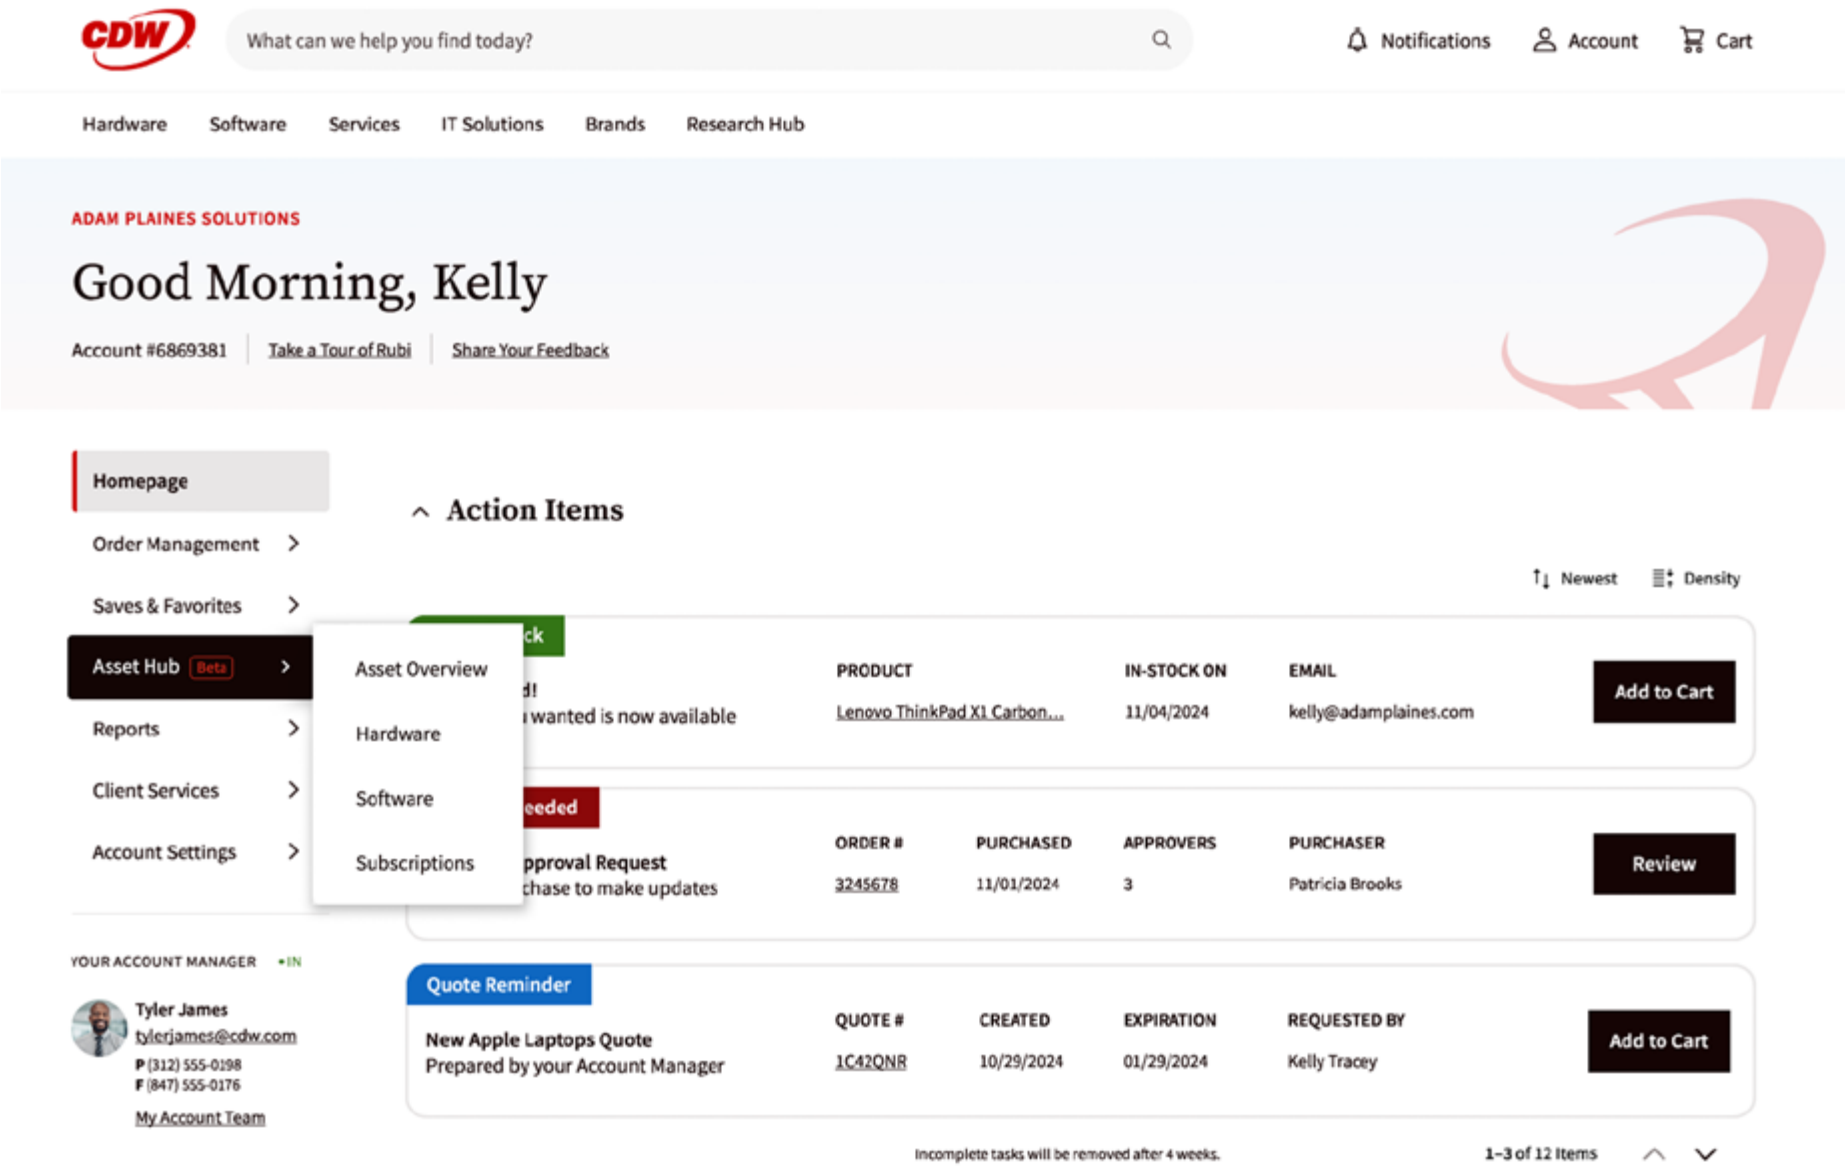 CDW
What can we help you find today?
Notifications
Account
Cart
Hardware
Software
Services
IT Solutions
Brands
Research Hub
ADAM PLAINES SOLUTIONS
Good Morning, Kelly
Account #6869381
Take a Tour of Rubi
Share Your Feedback
Homepage
Order Management
Saves & Favorites
Asset Hub Beta
Reports
Client Services
Account Settings
Asset Overview
Hardware
Software
Subscriptions
YOUR ACCOUNT MANAGER •IN
Tyler James
tylerjames@cdw.com
P (312) 555-0198
F (847) 555-0176
My Account Team
Action Items
Newest
Density
ck
d!
wanted is now available
PRODUCT
Lenovo ThinkPad X1 Carbon...
IN-STOCK ON
11/04/2024
EMAIL
kelly@adamplaines.com
Add to Cart
eeded
pproval Request
chase to make updates
ORDER #
3245678
PURCHASED
11/01/2024
APPROVERS
3
PURCHASER
Patricia Brooks
Review
Quote Reminder
New Apple Laptops Quote
Prepared by your Account Manager
QUOTE #
1C42QNR
CREATED
10/29/2024
EXPIRATION
01/29/2024
REQUESTED BY
Kelly Tracey
Add to Cart
Incomplete tasks will be removed after 4 weeks.
1–3 of 12 Items